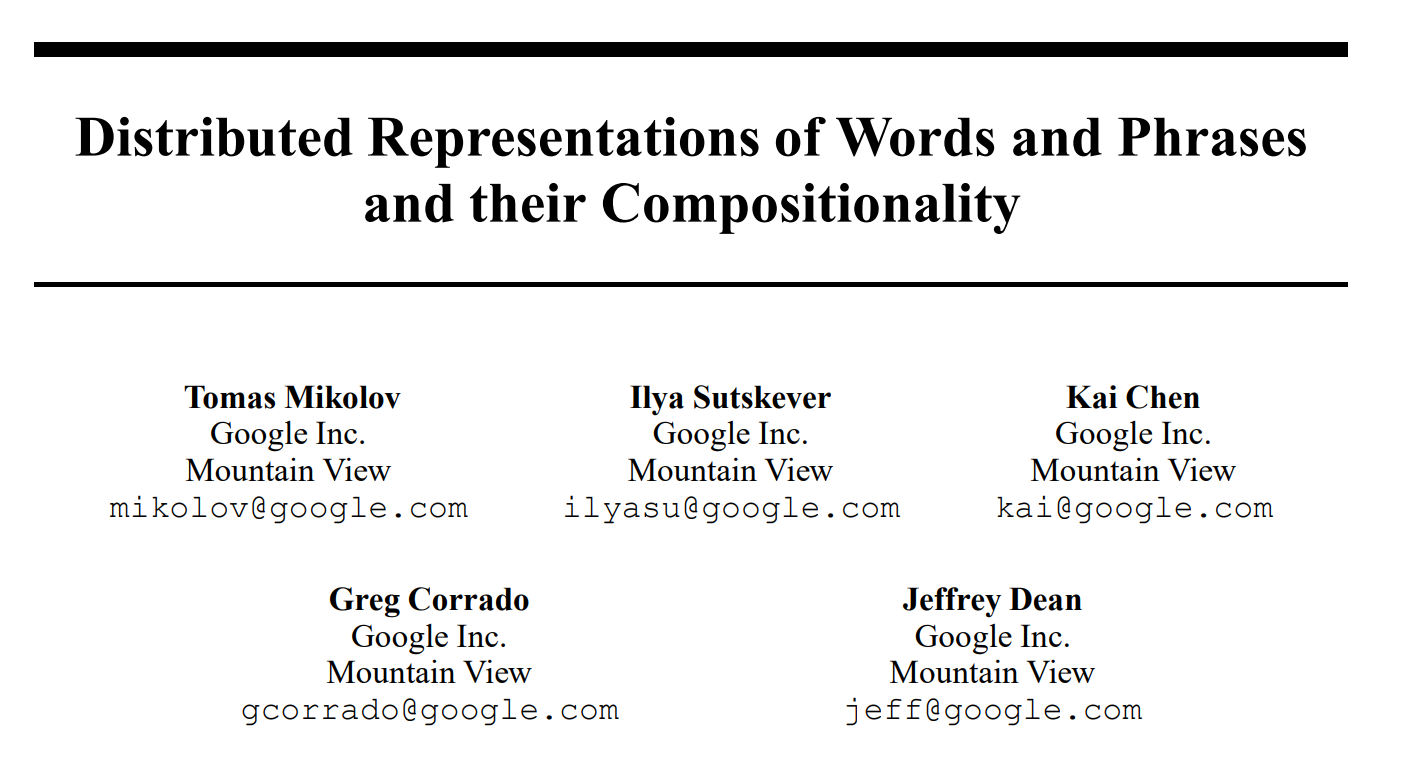 Distributed Representations of Words and Phrases
and their Compositionality
Tomas Mikolov
Google Inc.
Mountain View
mikolov@google.com
Ilya Sutskever
Google Inc.
Mountain View
ilyasu@google.com
Kai Chen
Google Inc.
Mountain View
kai@google.com
Greg Corrado
Google Inc.
Mountain View
gcorrado@google.com
Jeffrey Dean
Google Inc.
Mountain View
jeff@google.com